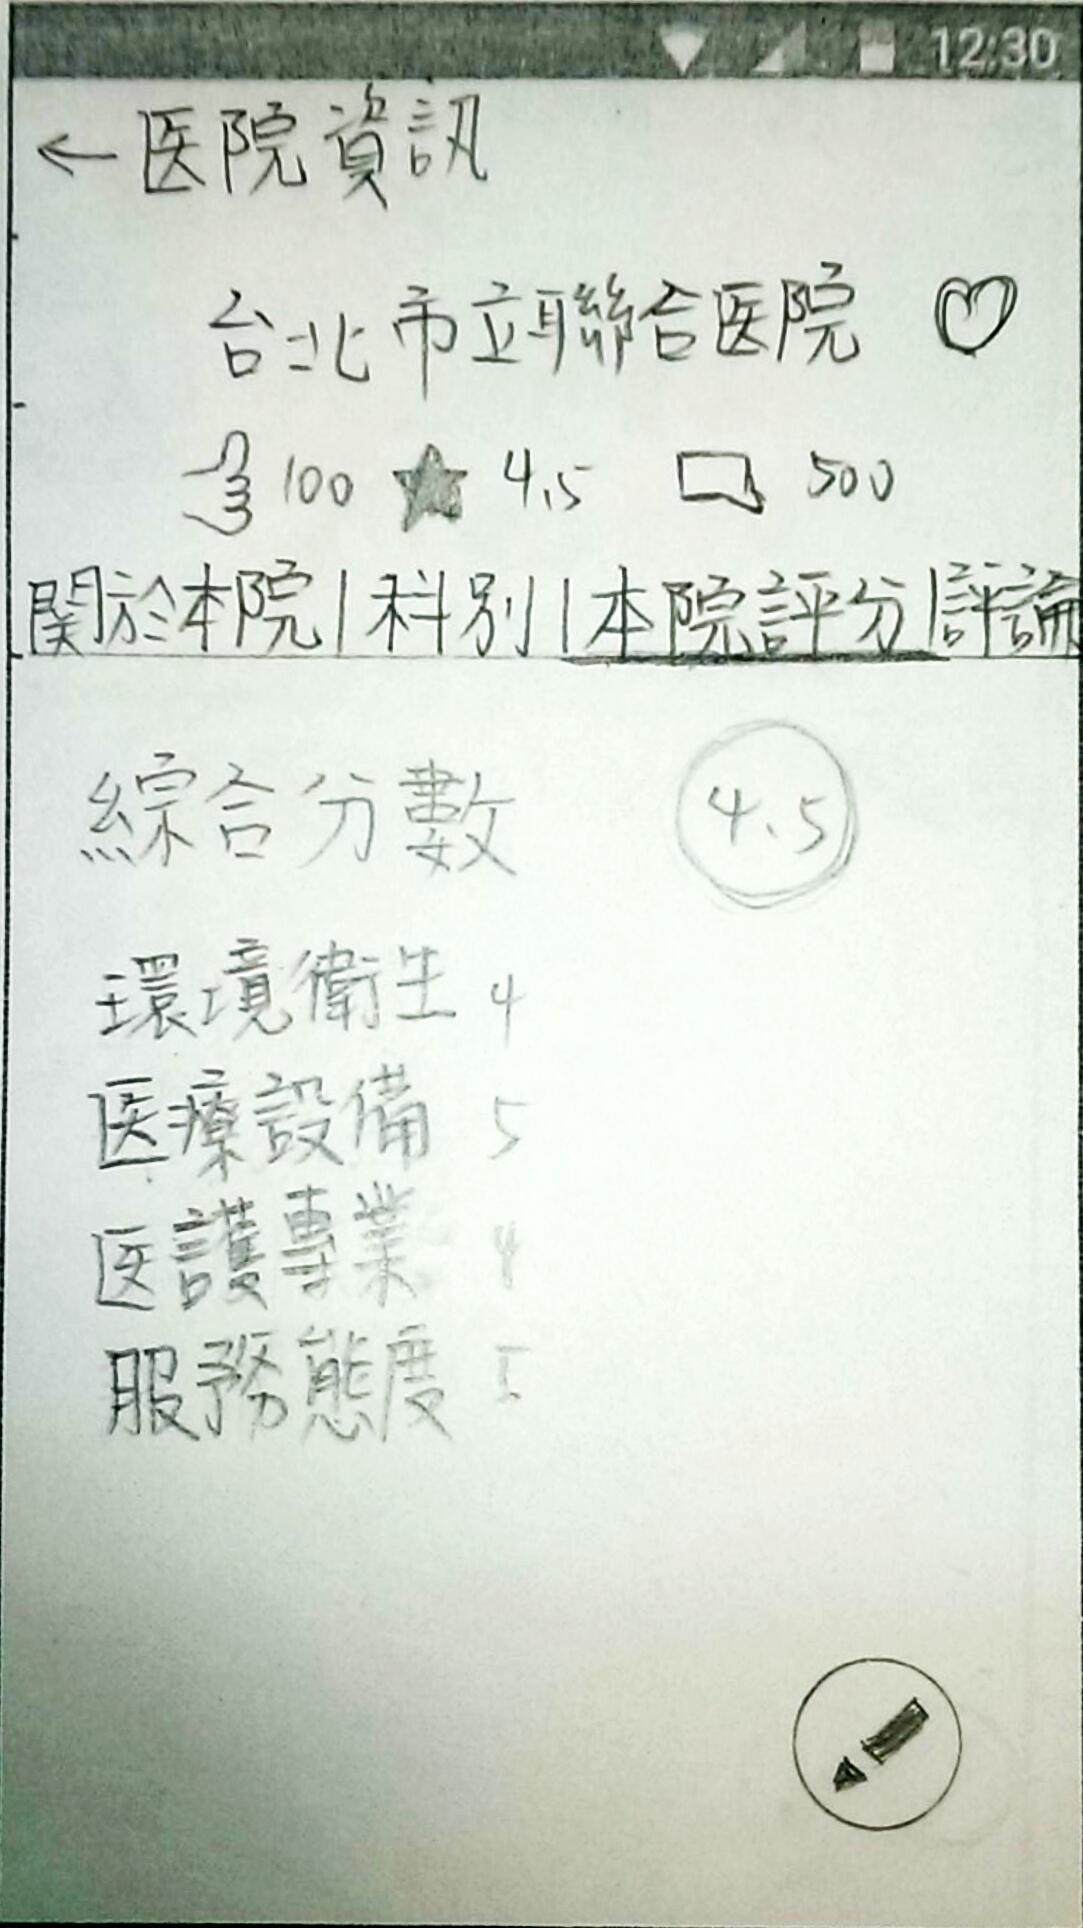 12:30
←医院資訊
台北市立聯合医院
100 4.5 500
関於本院|科別|本院評分|評論
綜合分數 4.5
環境衛生 4
医療設備 5
医護專業 4
服務態度 5